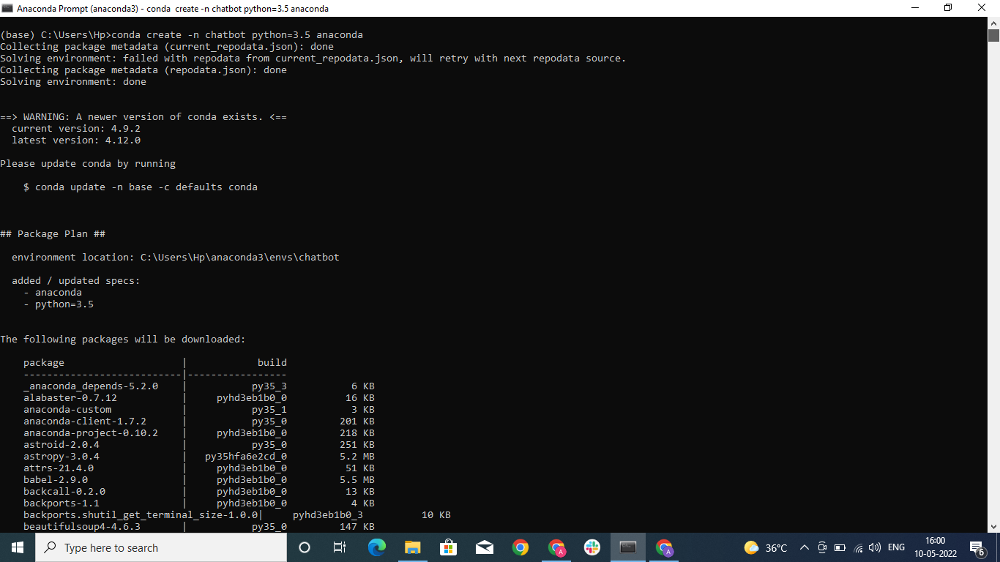 Anaconda Prompt (anaconda3) - conda  create -n chatbot python=3.5 anaconda
(base) C:\Users\Hp>conda create -n chatbot python=3.5 anaconda
Collecting package metadata (current_repodata.json): done
Solving environment: failed with repodata from current_repodata.json, will retry with next repodata source.
Collecting package metadata (repodata.json): done
Solving environment: done
==> WARNING: A newer version of conda exists. <==
  current version: 4.9.2
  latest version: 4.12.0
Please update conda by running
    $ conda update -n base -c defaults conda
## Package Plan ##
  environment location: C:\Users\Hp\anaconda3\envs\chatbot
  added / updated specs:
    - anaconda
    - python=3.5
The following packages will be downloaded:
    package                    |            build
    ---------------------------|-----------------
    _anaconda_depends-5.2.0    |           py35_3           6 KB
    alabaster-0.7.12           |     pyhd3eb1b0_0          16 KB
    anaconda-custom            |           py35_1           3 KB
    anaconda-client-1.7.2      |           py35_0         201 KB
    anaconda-project-0.10.2    |     pyhd3eb1b0_0         218 KB
    astroid-2.0.4              |           py35_0         251 KB
    astropy-3.0.4              |   py35hfa6e2cd_0         5.2 MB
    attrs-21.4.0               |     pyhd3eb1b0_0          51 KB
    babel-2.9.0                |     pyhd3eb1b0_0         5.5 MB
    backcall-0.2.0             |     pyhd3eb1b0_0          13 KB
    backports-1.1              |     pyhd3eb1b0_0           4 KB
    backports.shutil_get_terminal_size-1.0.0|     pyhd3eb1b0_3          10 KB
    beautifulsoup4-4.6.3       |           py35_0         147 KB
Type here to search
A
A
36°C
ENG
16:00
10-05-2022
6